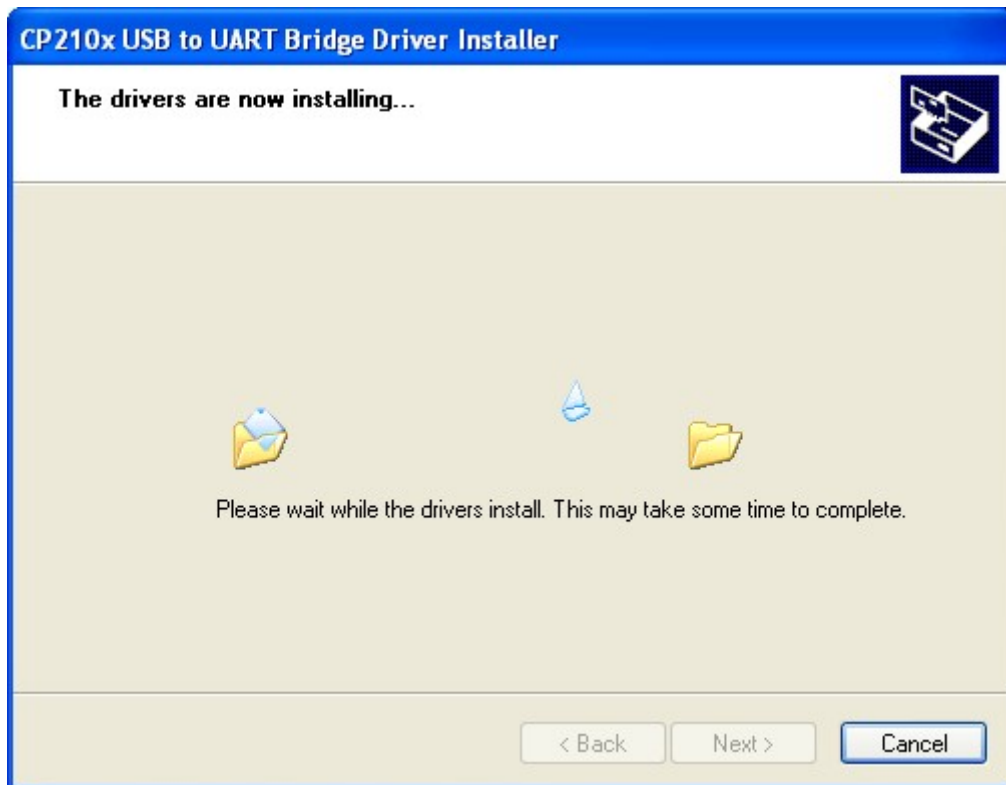 CP210x USB to UART Bridge Driver Installer
The drivers are now installing...
Please wait while the drivers install. This may take some time to complete.
< Back Next > Cancel